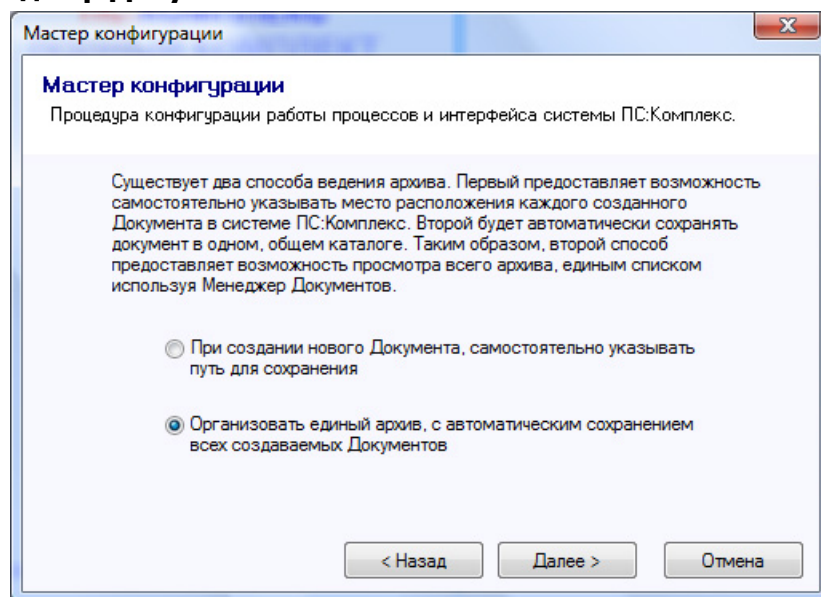 Мастер конфигурации
Мастер конфигурации
Процедура конфигурации работы процессов и интерфейса системы ПС:Комплекс.
Существует два способа ведения архива. Первый предоставляет возможность
самостоятельно указывать место расположения каждого созданного
Документа в системе ПС:Комплекс. Второй будет автоматически сохранять
документ в одном, общем каталоге. Таким образом, второй способ
предоставляет возможность просмотра всего архива, единым списком
используя Менеджер Документов.
При создании нового Документа, самостоятельно указывать
путь для сохранения
Организовать единый архив, с автоматическим сохранением
всех создаваемых Документов
< Назад
Далее >
Отмена